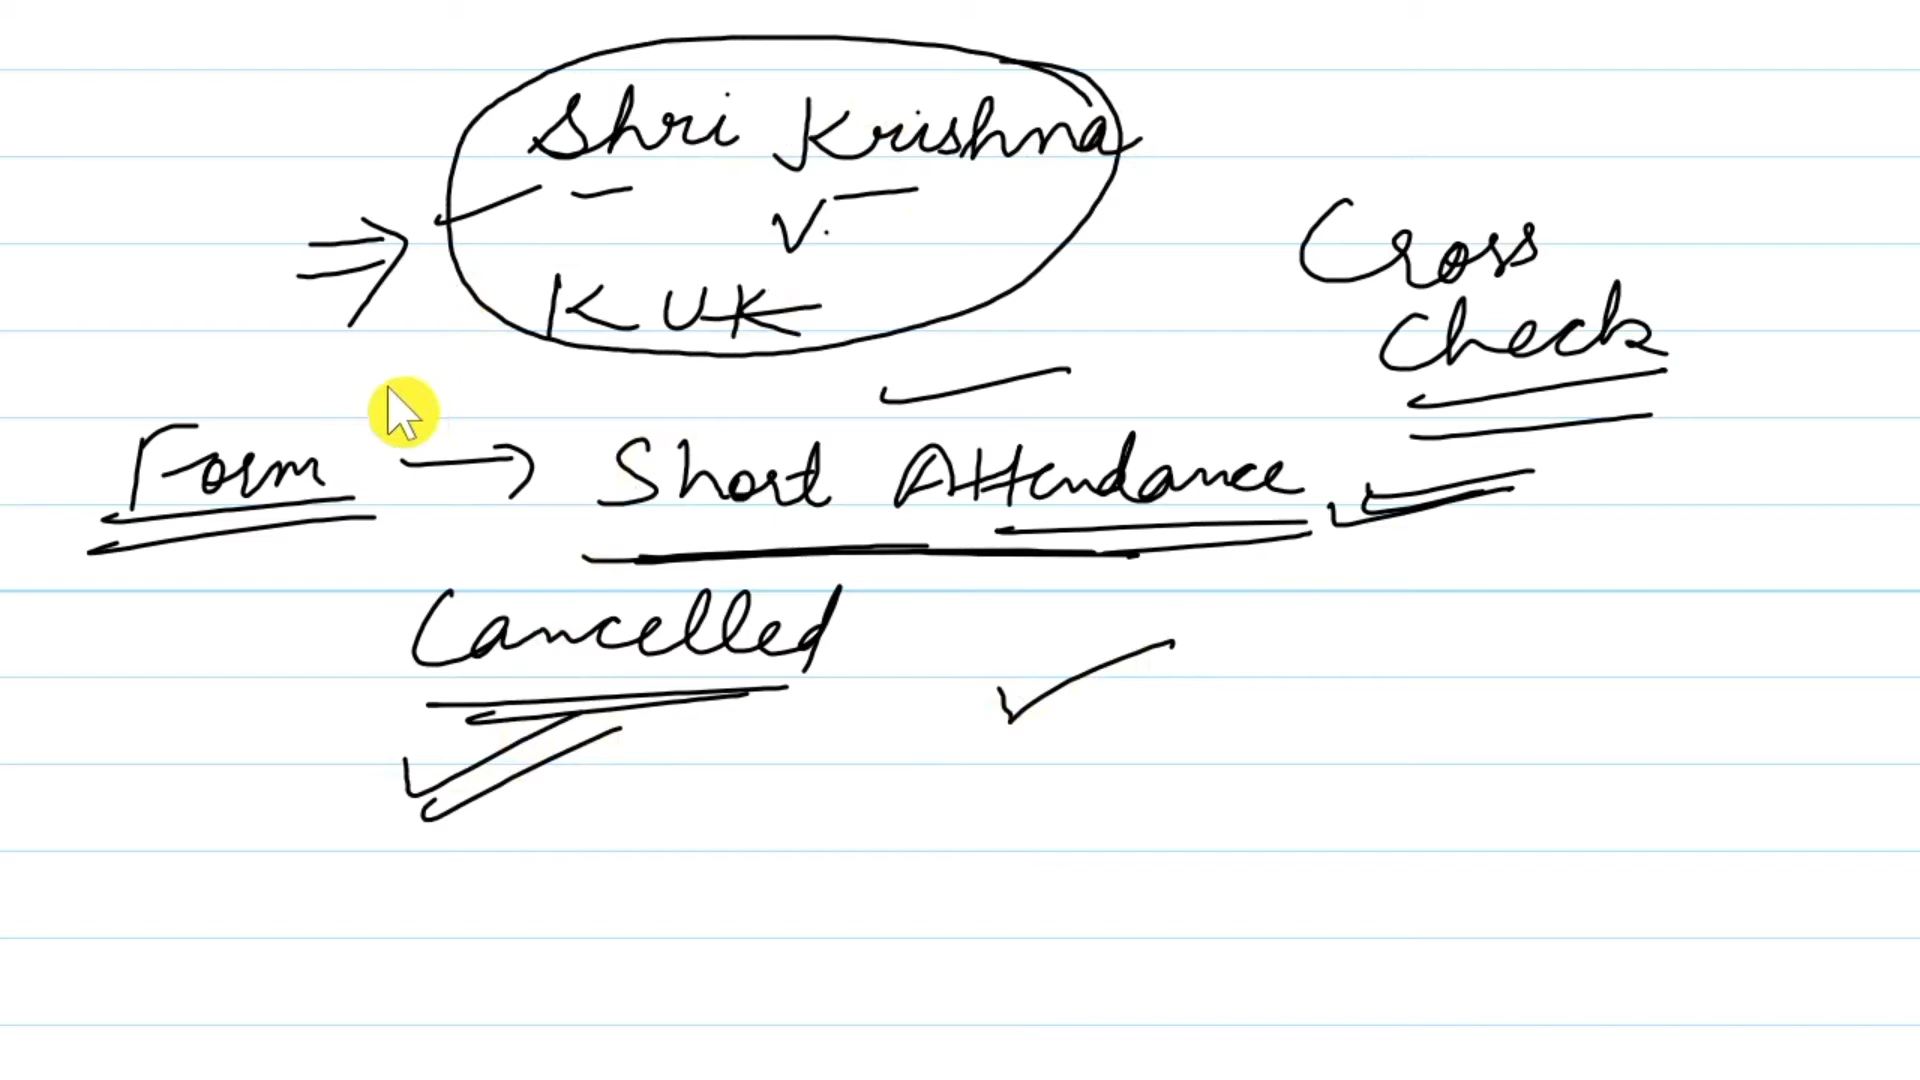 Shri Krishna
V.
KUK
Cross
Check
Form → Short Attendance
Cancelled